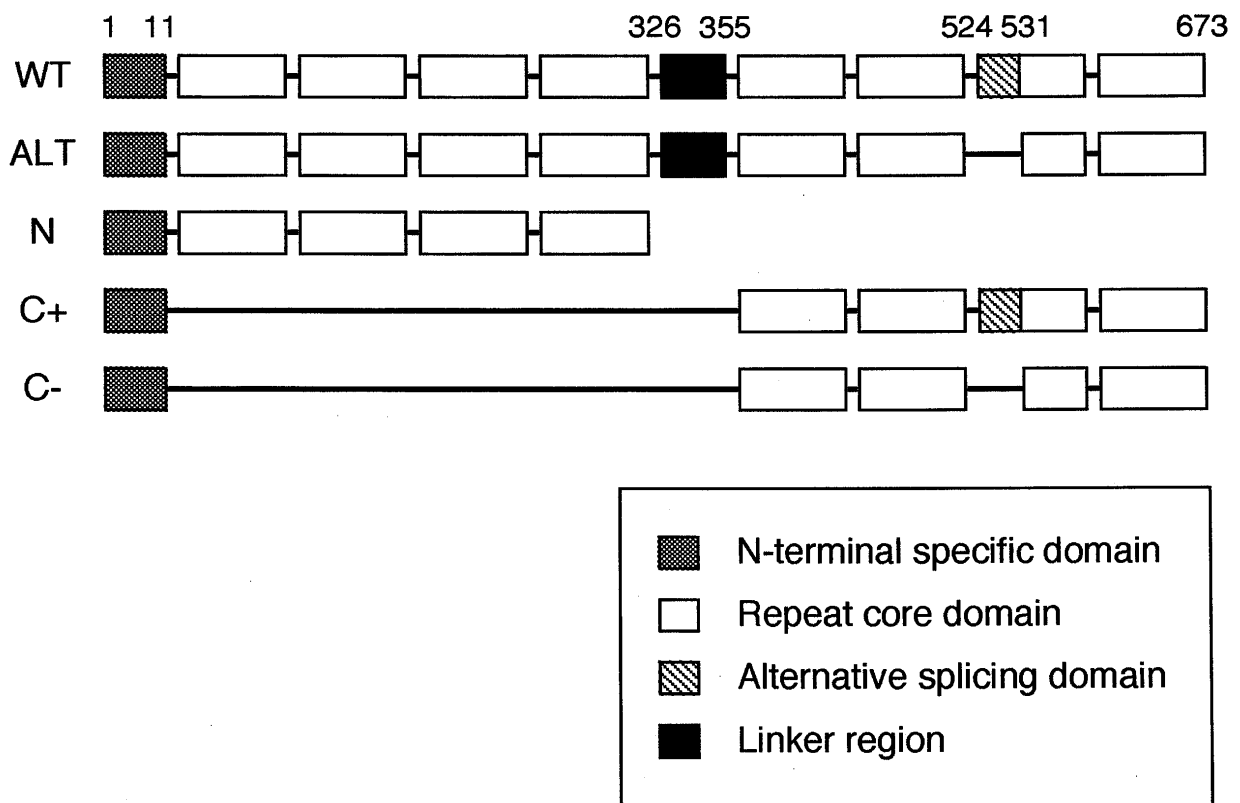 1 11 326 355 524 531 673
WT
ALT
N
C+
C-
N-terminal specific domain
Repeat core domain
Alternative splicing domain
Linker region